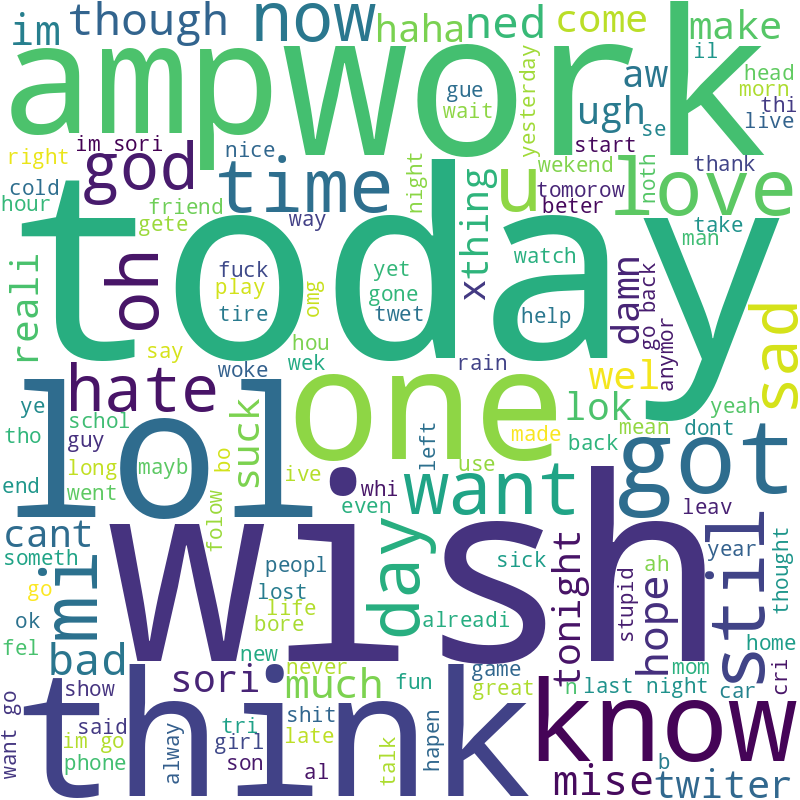 im though now haha ned come make il head
amp work aw gue wait yesterday ugh se morn thi live
im sori start
right god nice time night u wekend noth thank
cold tomorow love
hour friend beter take
gete way xthing man
today
reali oh fuck yet watch damn go back sad
play omg gone
tire twet help
say hou anymor
hate woke wek rain wel
ye lol one lok yeah
schol suck made mean dont
tho guy back
long mayb bo left use got
end went ive whi want leav
folow even
cant wish day tonight stil year thought
someth mi peopl sick ah
go lost stupid hope
ok life alreadi home
fel bore
bad new never game mom cri
sori much fun great n last night car
want go show think shit know
said tri
im go alway girl late talk hapen b
phone son al mise twiter